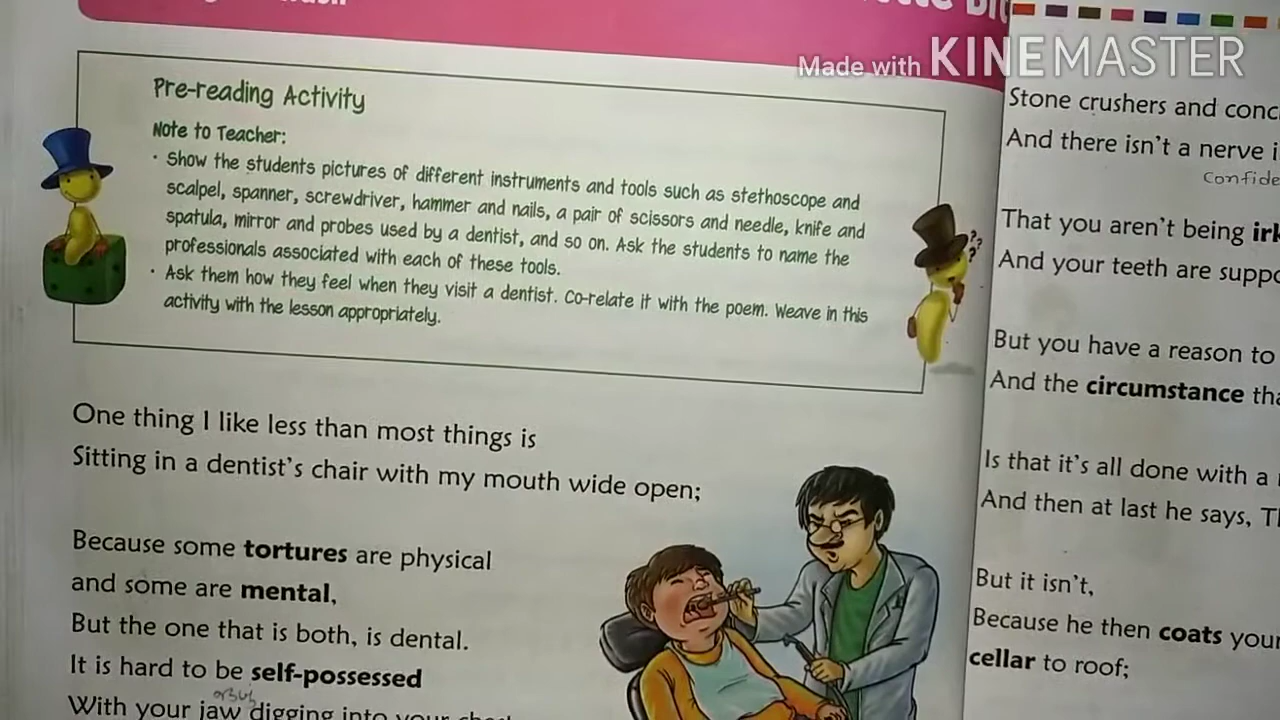 Made with KINEMASTER
Pre-reading Activity
Note to Teacher:
• Show the students pictures of different instruments and tools such as stethoscope and
scalpel, spanner, screwdriver, hammer and nails, a pair of scissors and needle, knife and
spatula, mirror and probes used by a dentist, and so on. Ask the students to name the
professionals associated with each of these tools.
• Ask them how they feel when they visit a dentist. Co-relate it with the poem. Weave in this
activity with the lesson appropriately.
??
?
One thing I like less than most things is
Sitting in a dentist's chair with my mouth wide open;
Because some tortures are physical
and some are mental,
But the one that is both, is dental.
It is hard to be self-possessed
With your jaw digging into your
Stone crushers and
And there isn't a nerve
That you aren't being
And your teeth are
But you have a reason to
And the circumstance
Is that it's all done with a
And then at last he says,
But it isn't,
Because he then coats
cellar to roof;